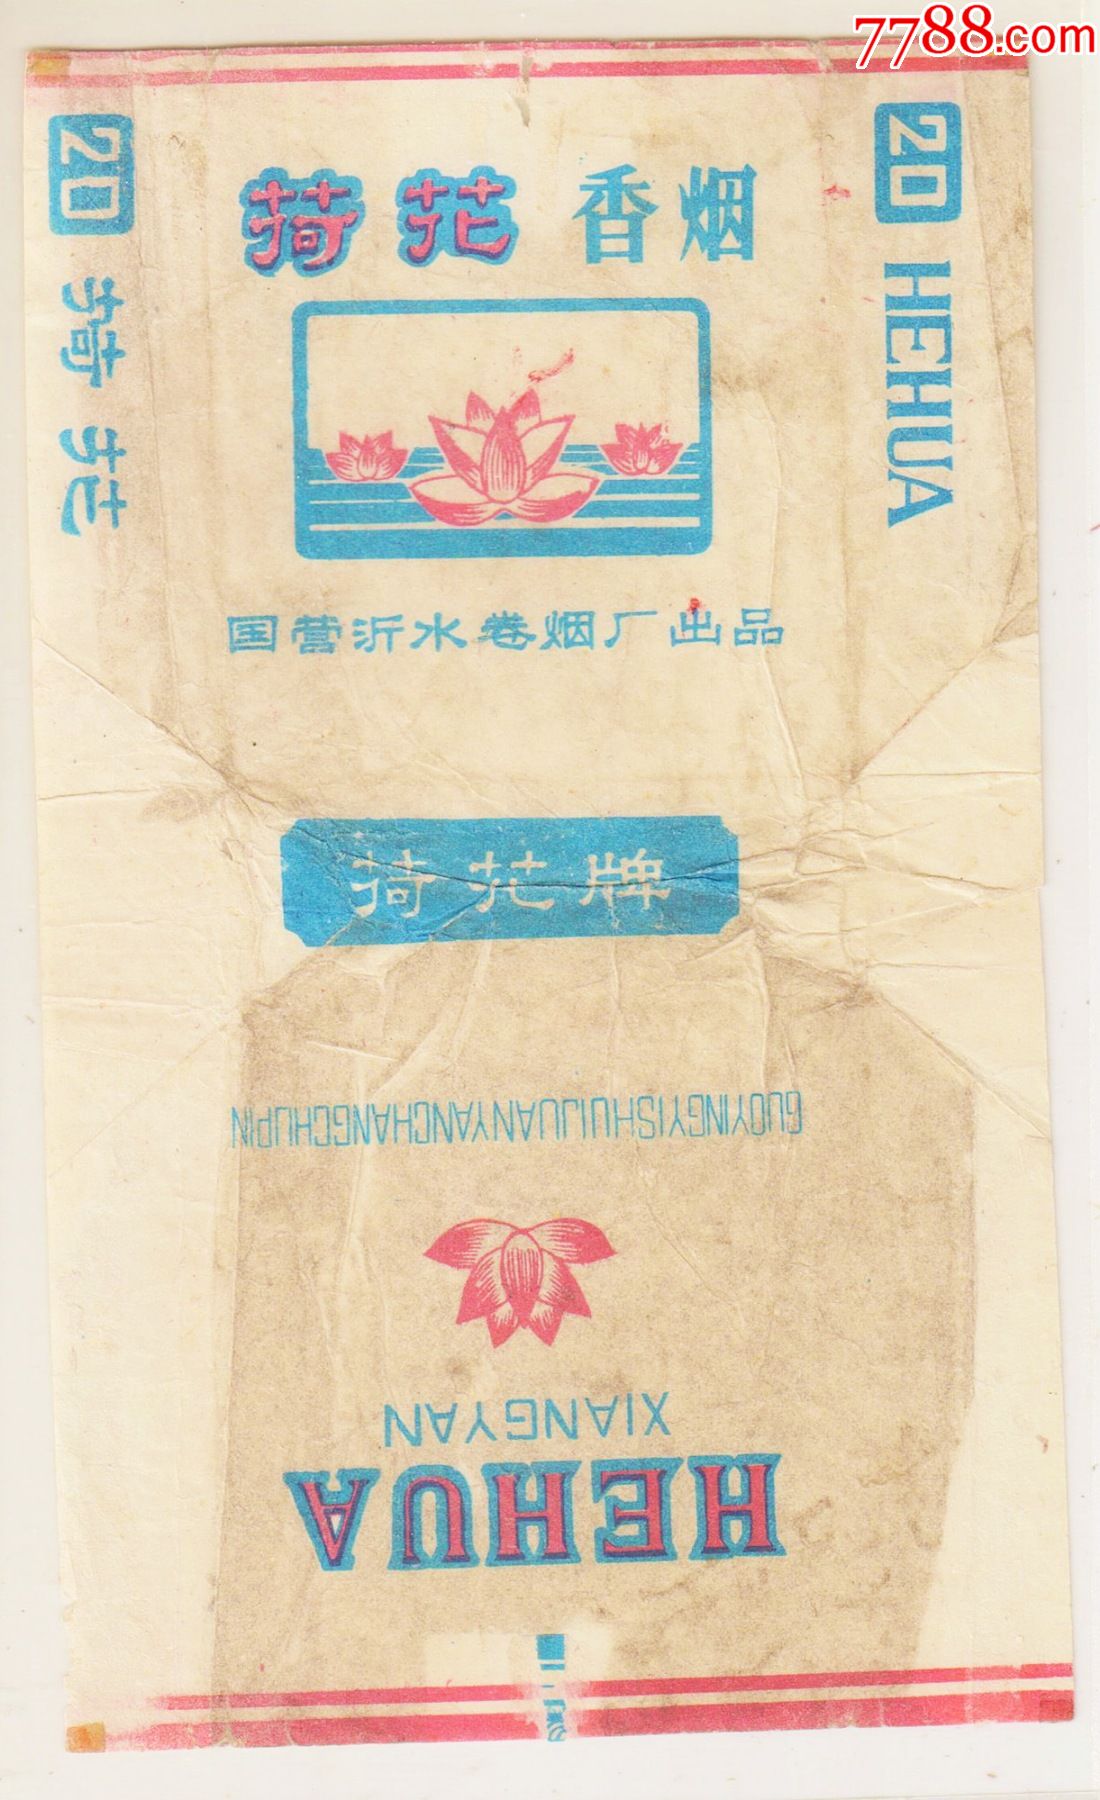 7788.com
20 荷花
荷花 香烟
20 HEHUA
国营沂水卷烟厂出品
荷花牌
GUOYINGYISHUIJUANYANCHANGCHUPIN
XIANGYAN
HEHUA